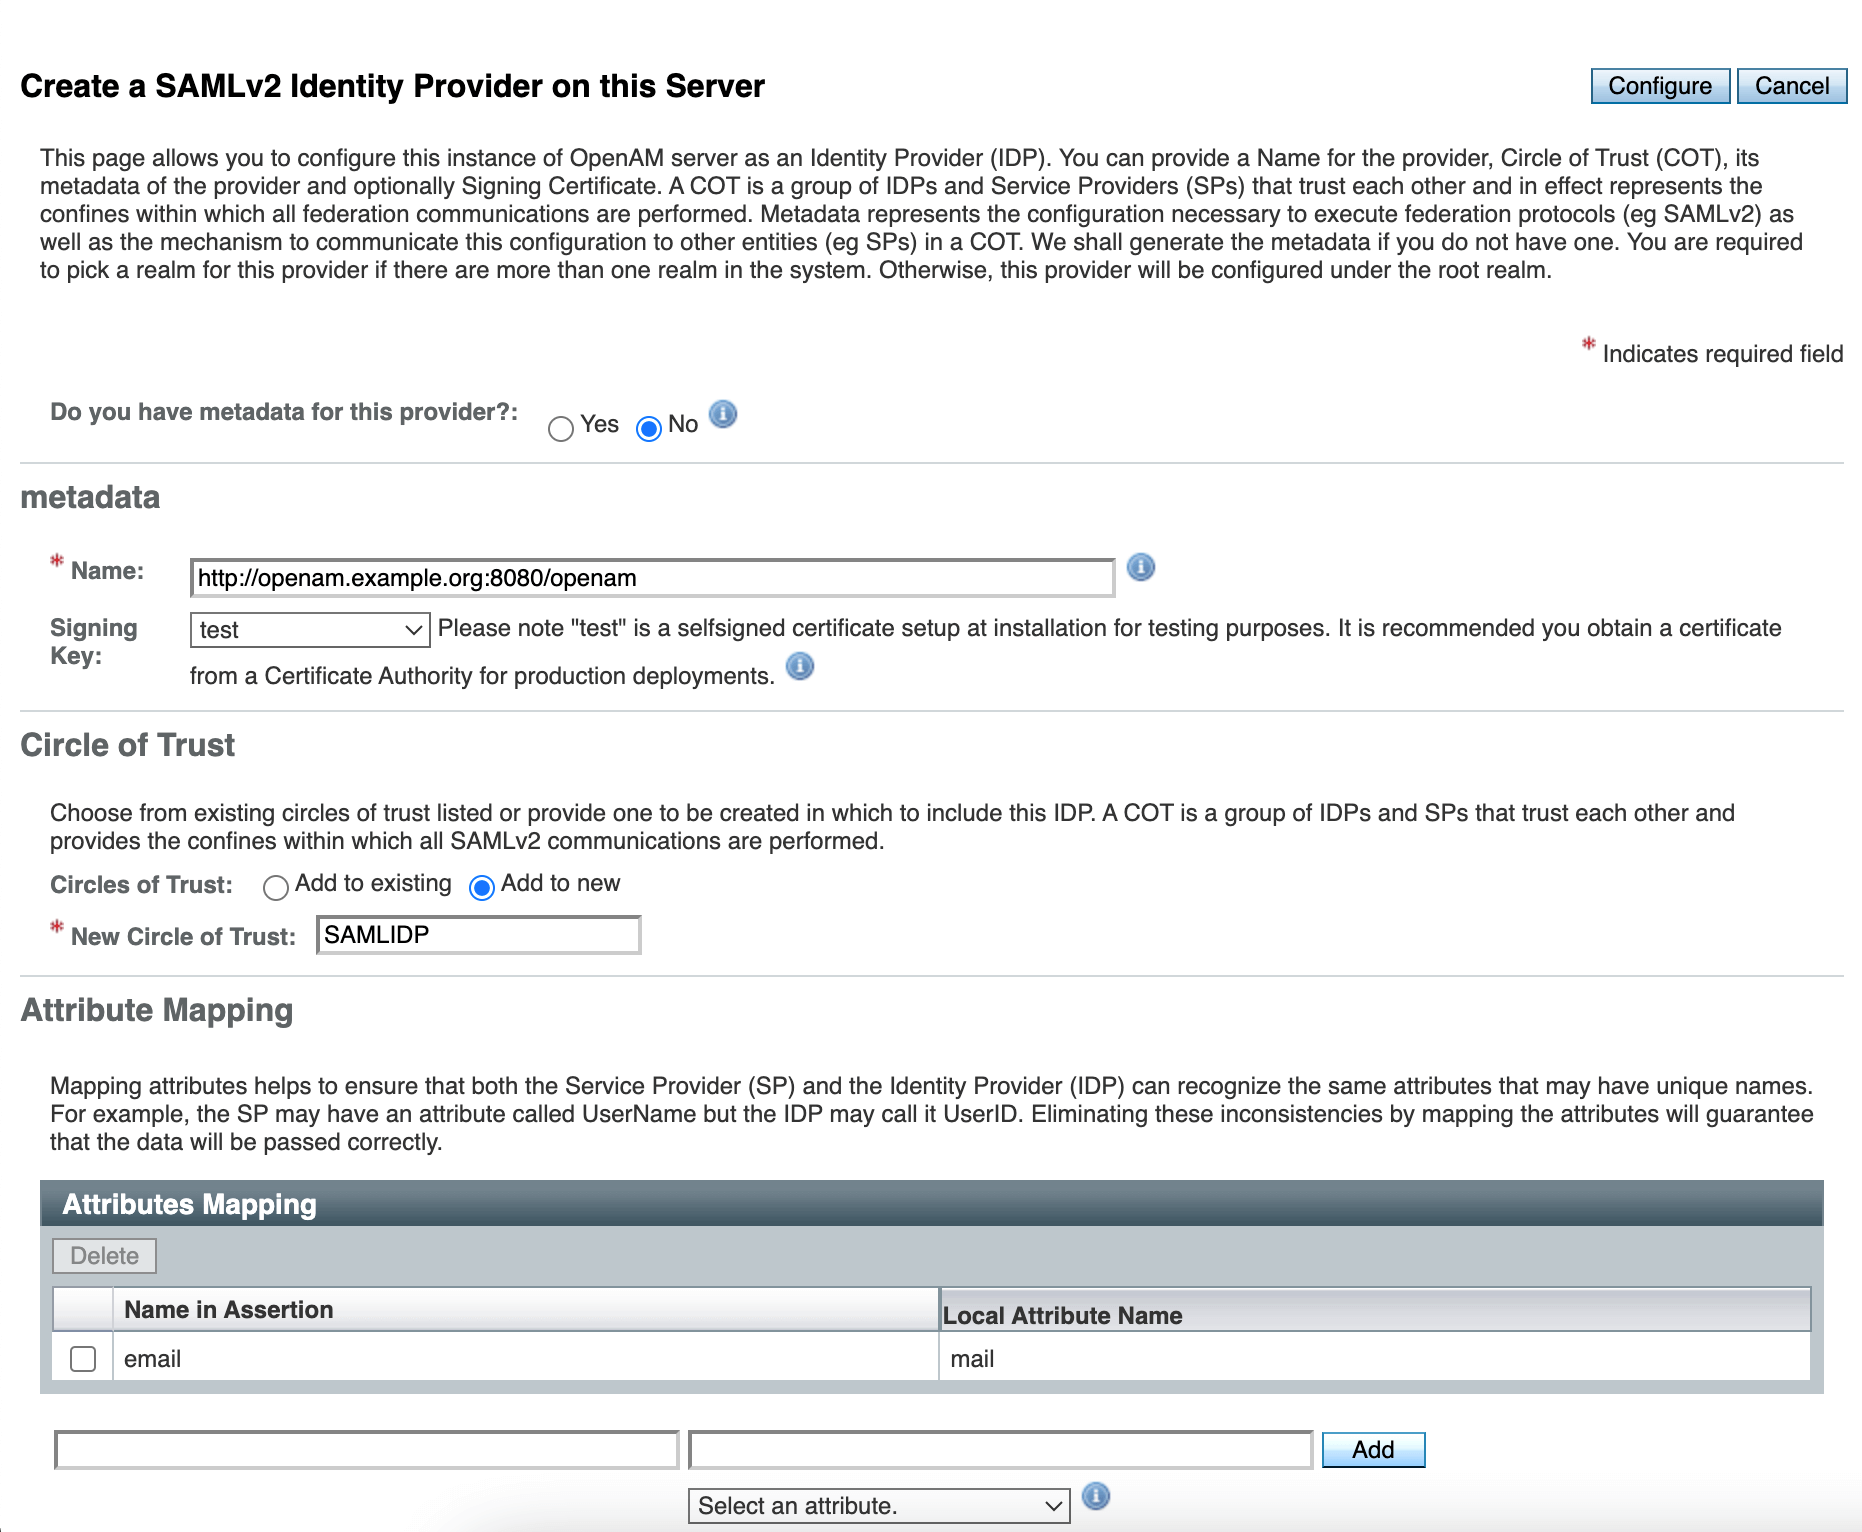 Create a SAMLv2 Identity Provider on this Server
Configure
Cancel
This page allows you to configure this instance of OpenAM server as an Identity Provider (IDP). You can provide a Name for the provider, Circle of Trust (COT), its
metadata of the provider and optionally Signing Certificate. A COT is a group of IDPs and Service Providers (SPs) that trust each other and in effect represents the
confines within which all federation communications are performed. Metadata represents the configuration necessary to execute federation protocols (eg SAMLv2) as
well as the mechanism to communicate this configuration to other entities (eg SPs) in a COT. We shall generate the metadata if you do not have one. You are required
to pick a realm for this provider if there are more than one realm in the system. Otherwise, this provider will be configured under the root realm.
* Indicates required field
Do you have metadata for this provider?:
Yes
No
metadata
* Name:
http://openam.example.org:8080/openam
Signing
Key:
test
Please note "test" is a selfsigned certificate setup at installation for testing purposes. It is recommended you obtain a certificate
from a Certificate Authority for production deployments.
Circle of Trust
Choose from existing circles of trust listed or provide one to be created in which to include this IDP. A COT is a group of IDPs and SPs that trust each other and
provides the confines within which all SAMLv2 communications are performed.
Circles of Trust:
Add to existing
Add to new
* New Circle of Trust:
SAMLIDP
Attribute Mapping
Mapping attributes helps to ensure that both the Service Provider (SP) and the Identity Provider (IDP) can recognize the same attributes that may have unique names.
For example, the SP may have an attribute called UserName but the IDP may call it UserID. Eliminating these inconsistencies by mapping the attributes will guarantee
that the data will be passed correctly.
Attributes Mapping
Delete
Name in Assertion
Local Attribute Name
email
mail
Add
Select an attribute.